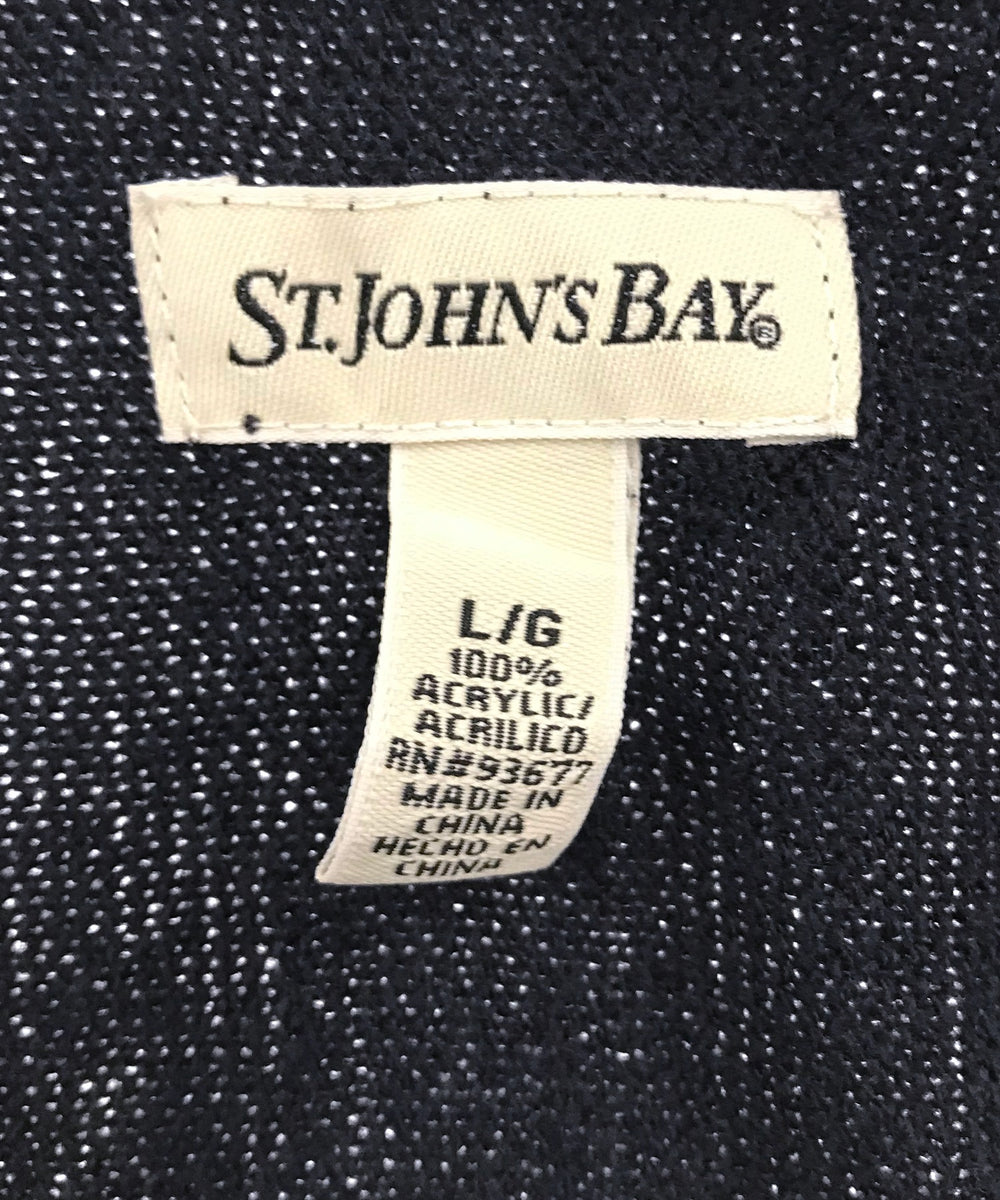 ST. JOHN'S BAY®
L/G
100%
ACRYLIC/
ACRILICO
RN#93677
MADE IN
CHINA
HECHO EN
CHINA